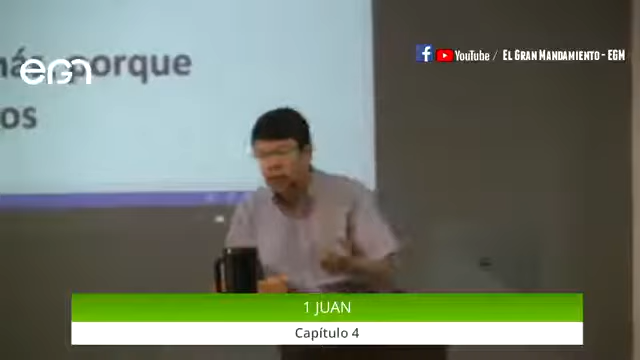 más, porque
os
EGM
YouTube / EL GRAN MANDAMIENTO - EGM
1 JUAN
Capítulo 4